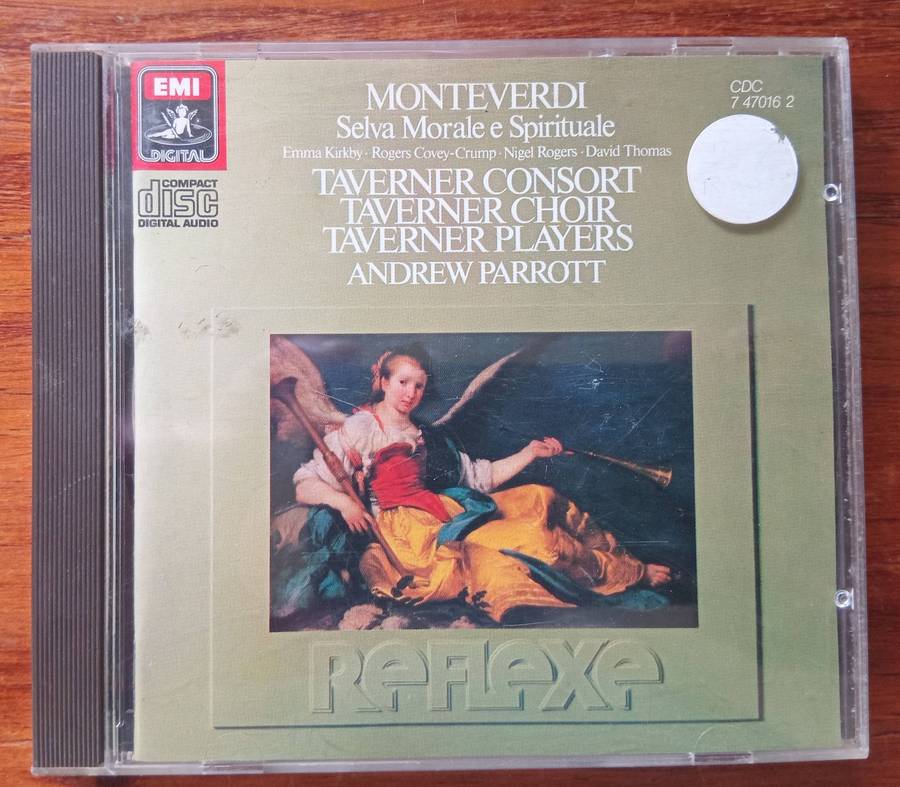 EMI
DIGITAL
COMPACT
disc
DIGITAL AUDIO
MONTEVERDI
Selva Morale e Spirituale
Emma Kirkby · Rogers Covey-Crump · Nigel Rogers · David Thomas
TAVERNER CONSORT
TAVERNER CHOIR
TAVERNER PLAYERS
ANDREW PARROTT
CDC
7 47016 2
REFLEXE